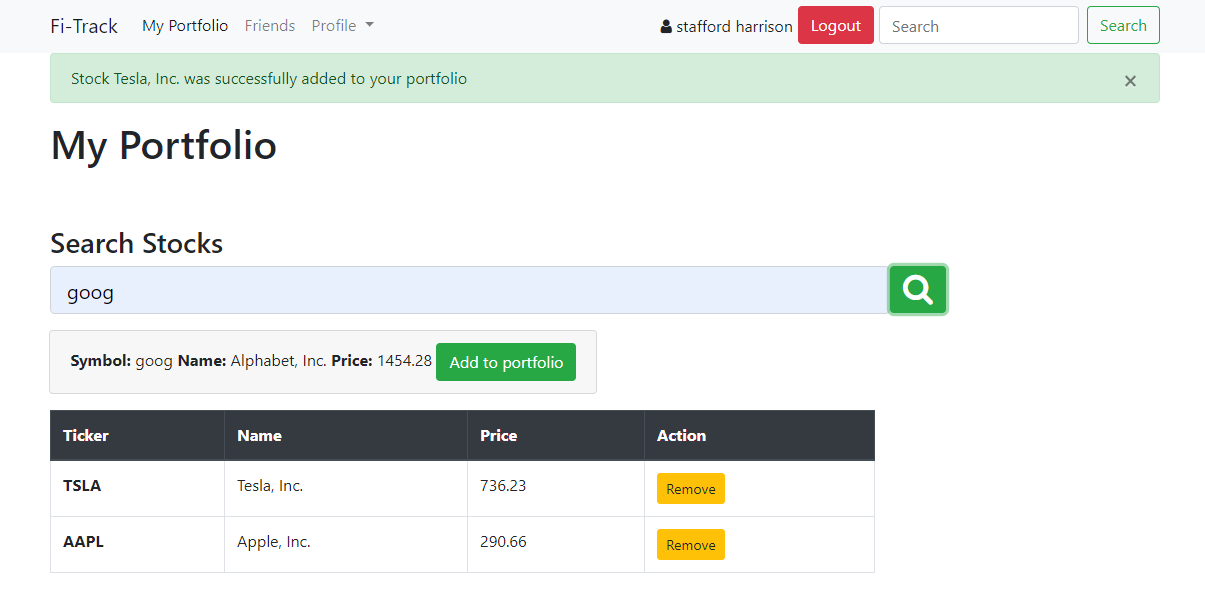 Fi-Track My Portfolio Friends Profile stafford harrison Logout Search Search
Stock Tesla, Inc. was successfully added to your portfolio ×
My Portfolio
Search Stocks
goog
Symbol: goog Name: Alphabet, Inc. Price: 1454.28 Add to portfolio
Ticker Name Price Action
TSLA Tesla, Inc. 736.23 Remove
AAPL Apple, Inc. 290.66 Remove